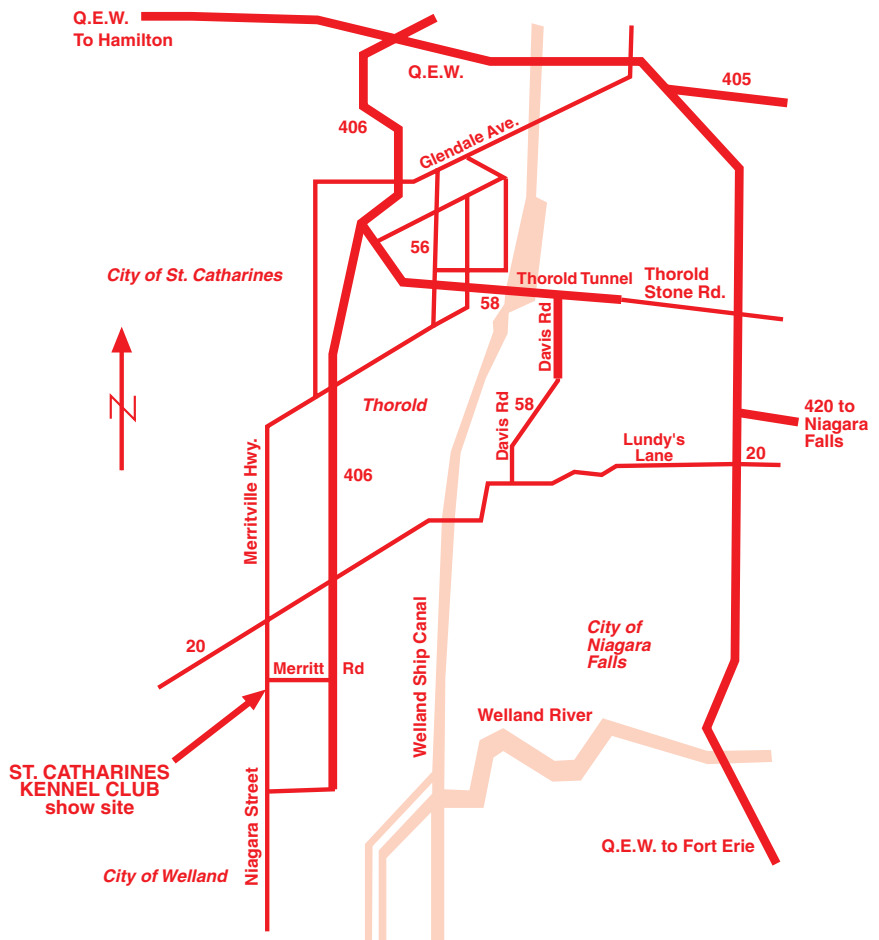 Q.E.W.
To Hamilton
Q.E.W.
405
406
Glendale Ave.
56
City of St. Catharines
Thorold Tunnel
Thorold
Stone Rd.
58
Davis Rd
N
Thorold
58
Davis Rd
420 to
Niagara
Falls
Lundy's
Lane
20
Merritville Hwy.
406
20
Merritt Rd
Welland Ship Canal
City of
Niagara
Falls
Welland River
ST. CATHARINES
KENNEL CLUB
show site
Niagara Street
Q.E.W. to Fort Erie
City of Welland